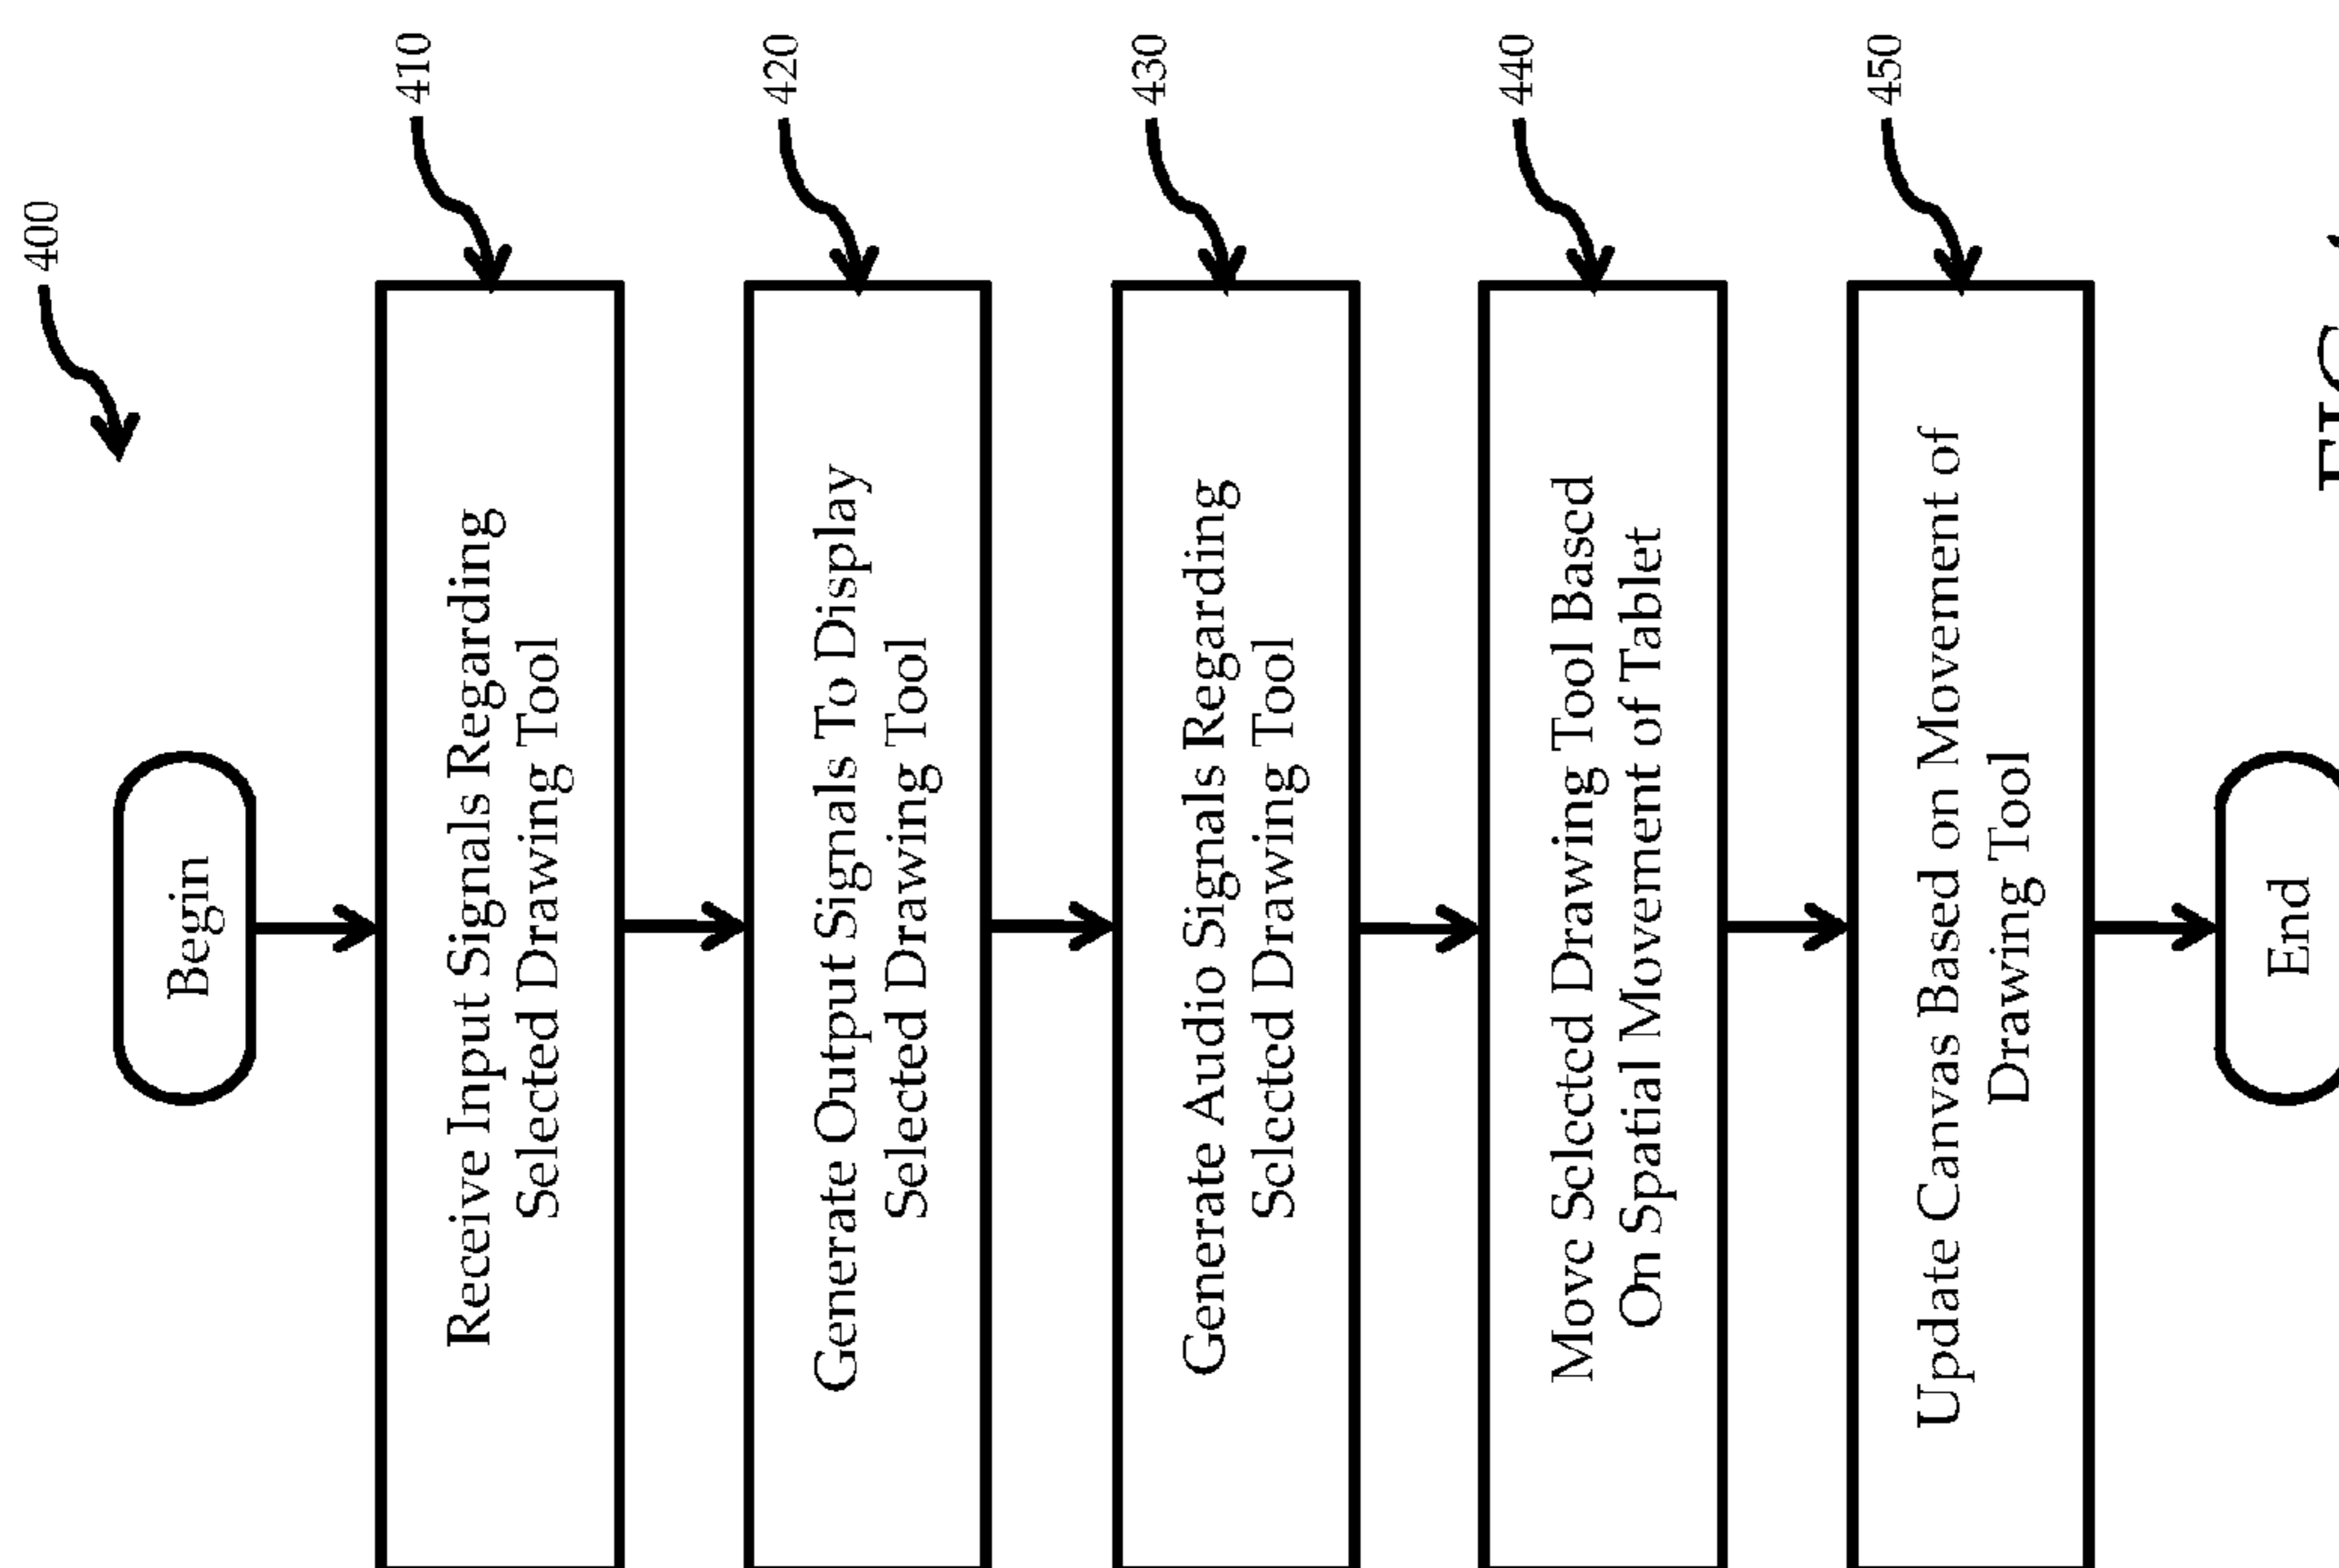 400
Begin
410
Receive Input Signals Regarding
Selected Drawing Tool
420
Generate Output Signals To Display
Selected Drawing Tool
430
Generate Audio Signals Regarding
Selected Drawing Tool
440
Move Selected Drawing Tool Based
On Spatial Movement of Tablet
450
Update Canvas Based on Movement of
Drawing Tool
End